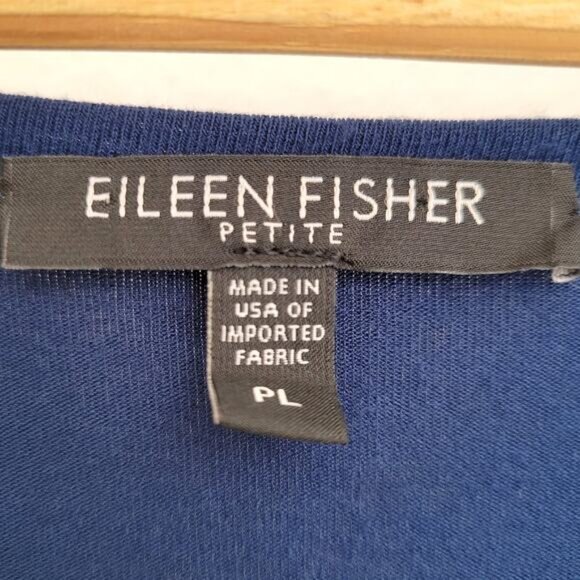 EILEEN FISHER
PETITE
MADE IN
USA OF
IMPORTED
FABRIC
PL